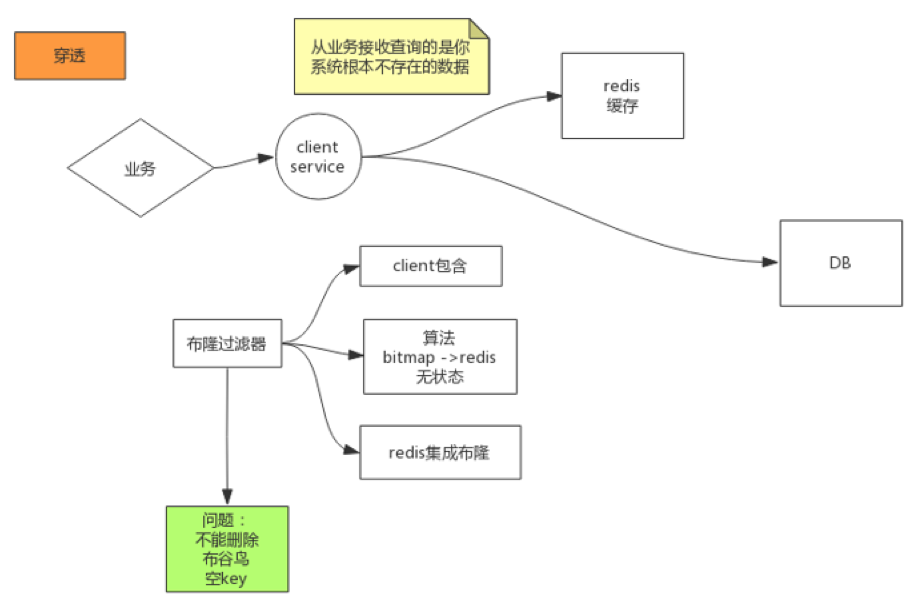 穿透
从业务接收查询的是你
系统根本不存在的数据
redis
缓存
业务
client
service
DB
client包含
布隆过滤器
算法
bitmap ->redis
无状态
redis集成布隆
问题：
不能删除
布谷鸟
空key